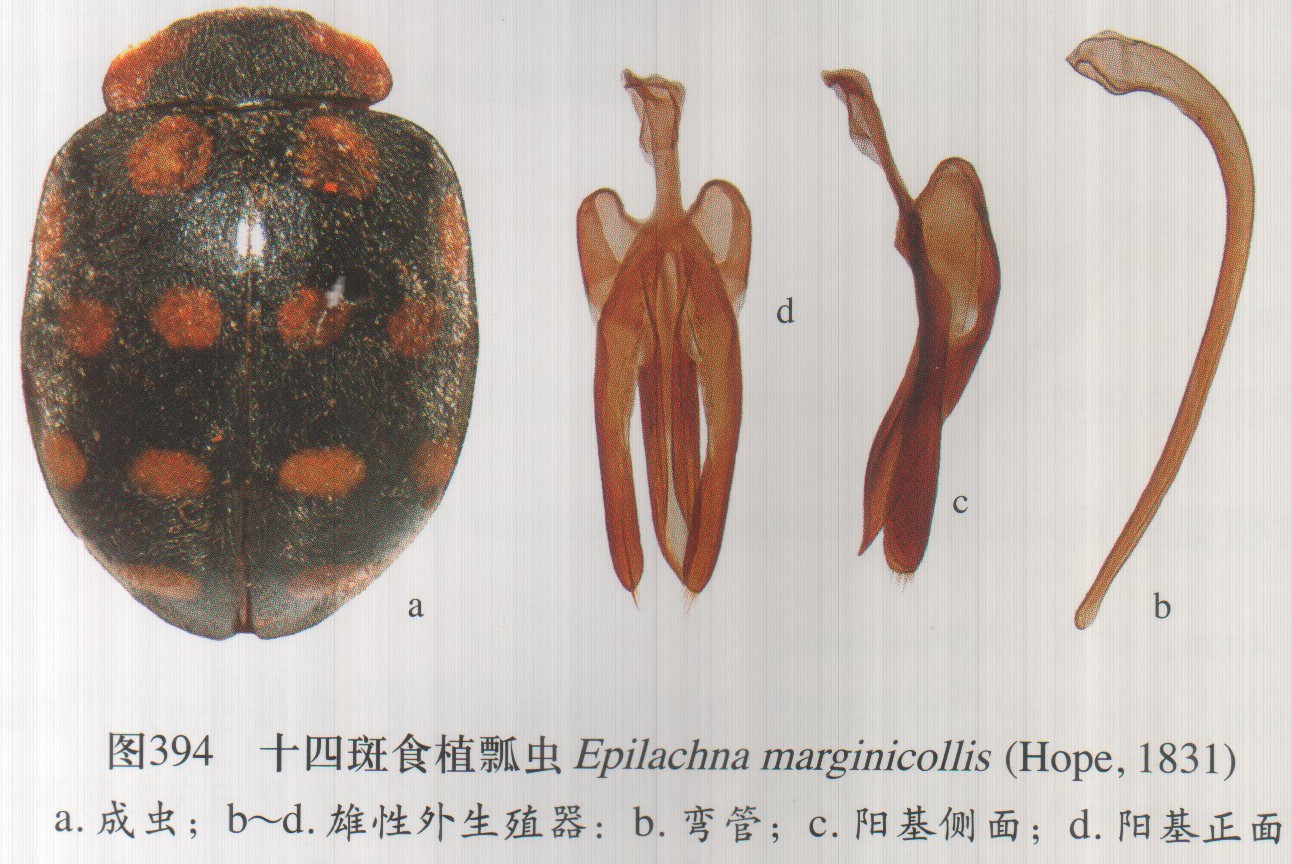 a
d
c
b
图394 十四斑食植瓢虫 Epilachna marginicollis (Hope, 1831)
a. 成虫；b~d. 雄性外生殖器：b. 弯管；c. 阳基侧面；d. 阳基正面